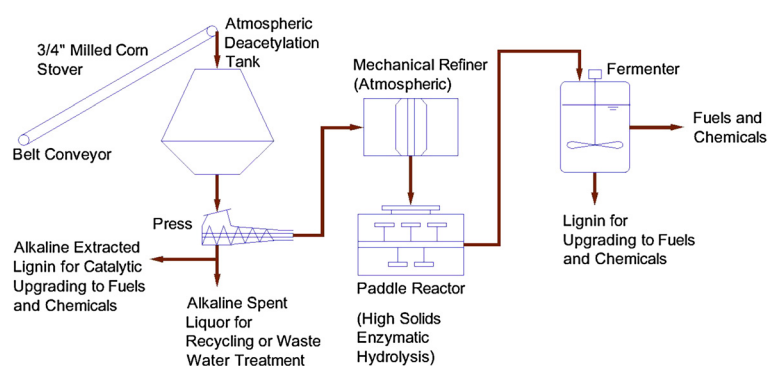 3/4" Milled Corn
Stover
Belt Conveyor
Atmospheric
Deacetylation
Tank
Press
Alkaline Extracted
Lignin for Catalytic
Upgrading to Fuels
and Chemicals
Alkaline Spent
Liquor for
Recycling or Waste
Water Treatment
Mechanical Refiner
(Atmospheric)
Paddle Reactor
(High Solids
Enzymatic
Hydrolysis)
Fermenter
Fuels and
Chemicals
Lignin for
Upgrading to Fuels
and Chemicals